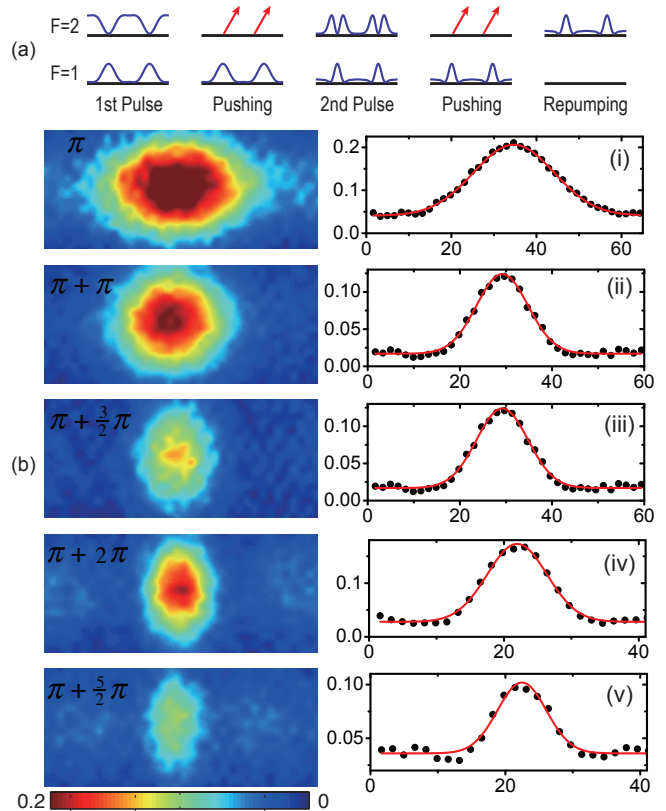 (a)
F=2
F=1
1st Pulse Pushing 2nd Pulse Pushing Repumping
(b)
π
0.2
0.1
0.0
0 20 40 60
(i)
π + π
0.10
0.05
0.00
0 20 40 60
(ii)
π + 3/2 π
0.10
0.05
0.00
0 20 40 60
(iii)
π + 2π
0.1
0.0
0 20 40
(iv)
π + 5/2 π
0.10
0.05
0 20 40
(v)
0.2 0